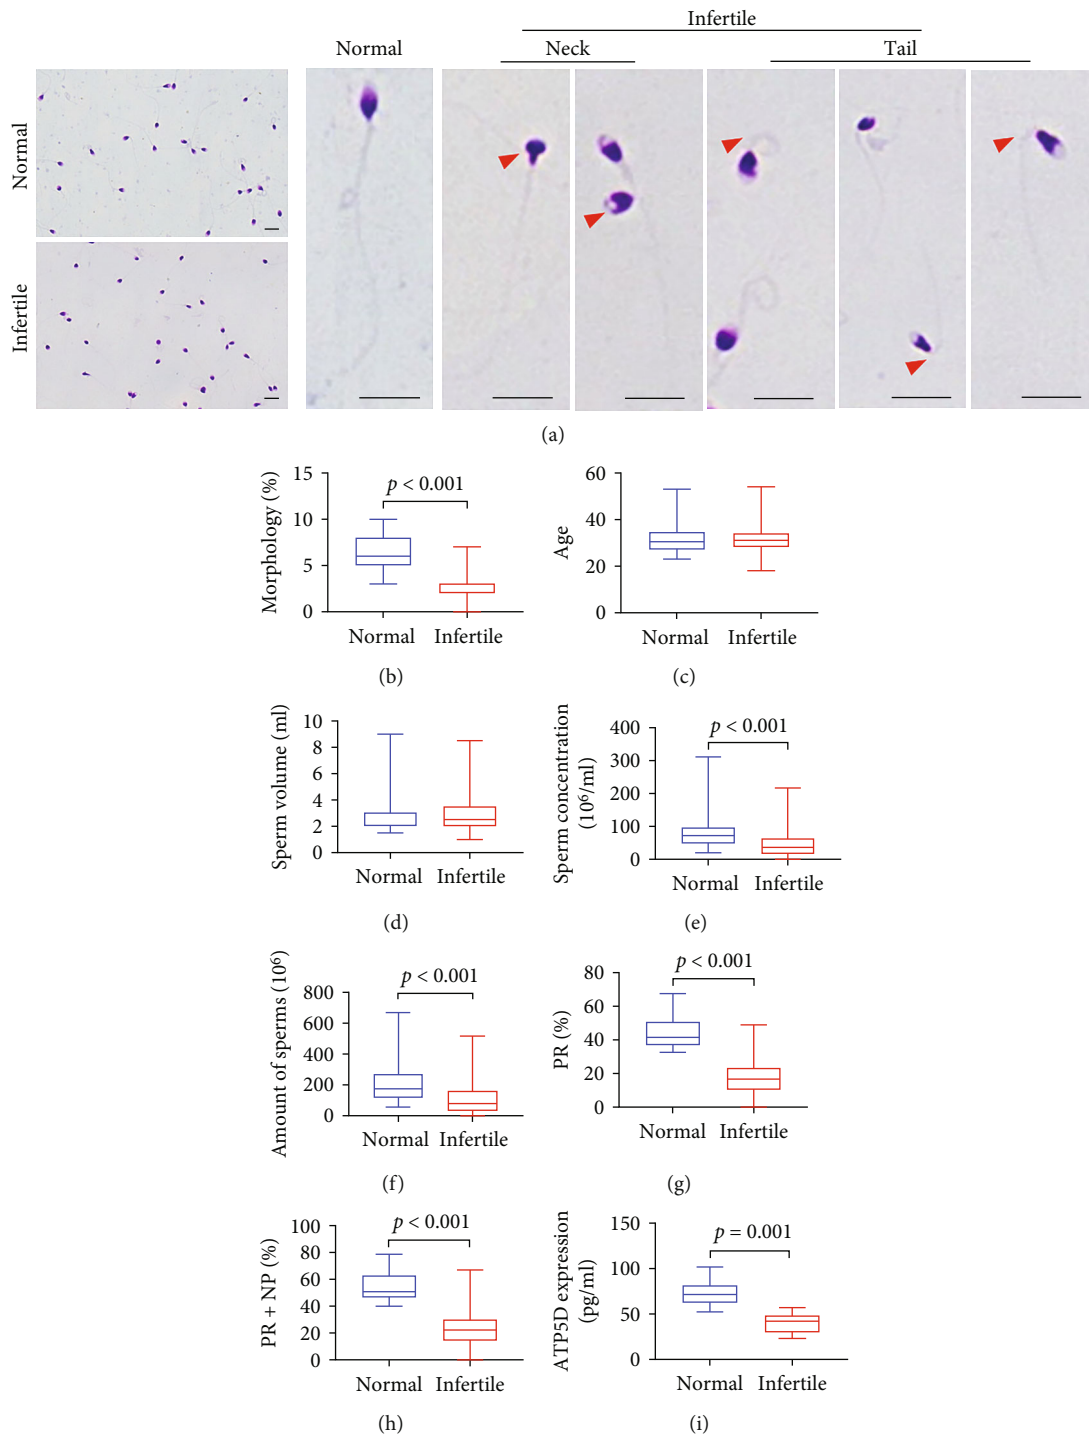 Infertile
Normal
Neck
Tail
Normal
Infertile
(a)
Morphology (%)
15
10
5
0
p < 0.001
Normal Infertile
(b)
Age
60
40
20
0
Normal Infertile
(c)
Sperm volume (ml)
10
8
6
4
2
0
Normal Infertile
(d)
Sperm concentration
(10⁶/ml)
400
300
200
100
0
p < 0.001
Normal Infertile
(e)
Amount of sperms (10⁶)
800
600
400
200
0
p < 0.001
Normal Infertile
(f)
PR (%)
80
60
40
20
0
p < 0.001
Normal Infertile
(g)
PR + NP (%)
100
80
60
40
20
0
p < 0.001
Normal Infertile
(h)
ATP5D expression
(pg/ml)
150
100
50
0
p = 0.001
Normal Infertile
(i)